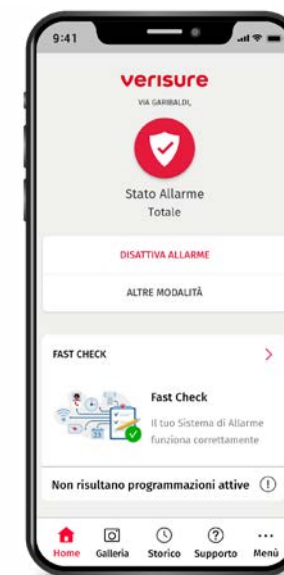 9:41
verisure
VIA GARIBALDI,
Stato Allarme
Totale
DISATTIVA ALLARME
ALTRE MODALITÀ
FAST CHECK
Fast Check
Il tuo Sistema di Allarme
funziona correttamente
Non risultano programmazioni attive
Home Galleria Storico Supporto Menù